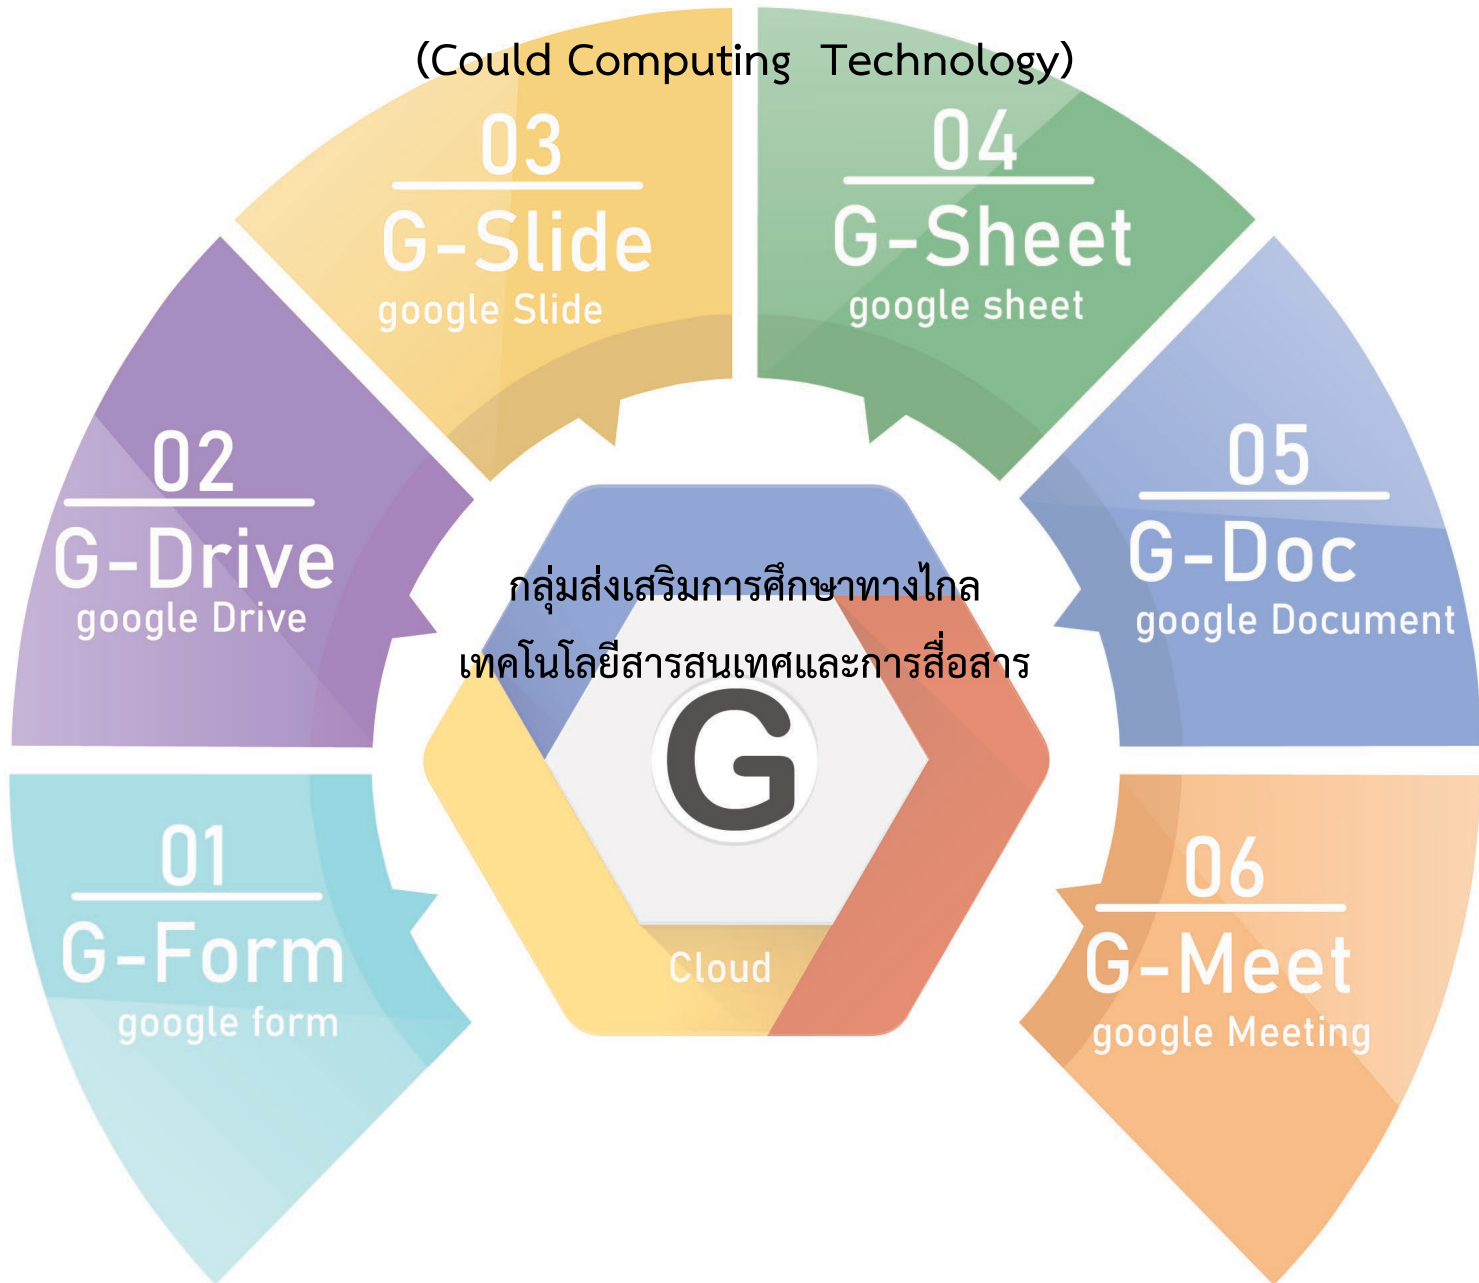 (Could Computing Technology)
03
G-Slide
google Slide
04
G-Sheet
google sheet
02
G-Drive
google Drive
05
G-Doc
google Document
กลุ่มส่งเสริมการศึกษาทางไกล
เทคโนโลยีสารสนเทศและการสื่อสาร
G
Cloud
01
G-Form
google form
06
G-Meet
google Meeting